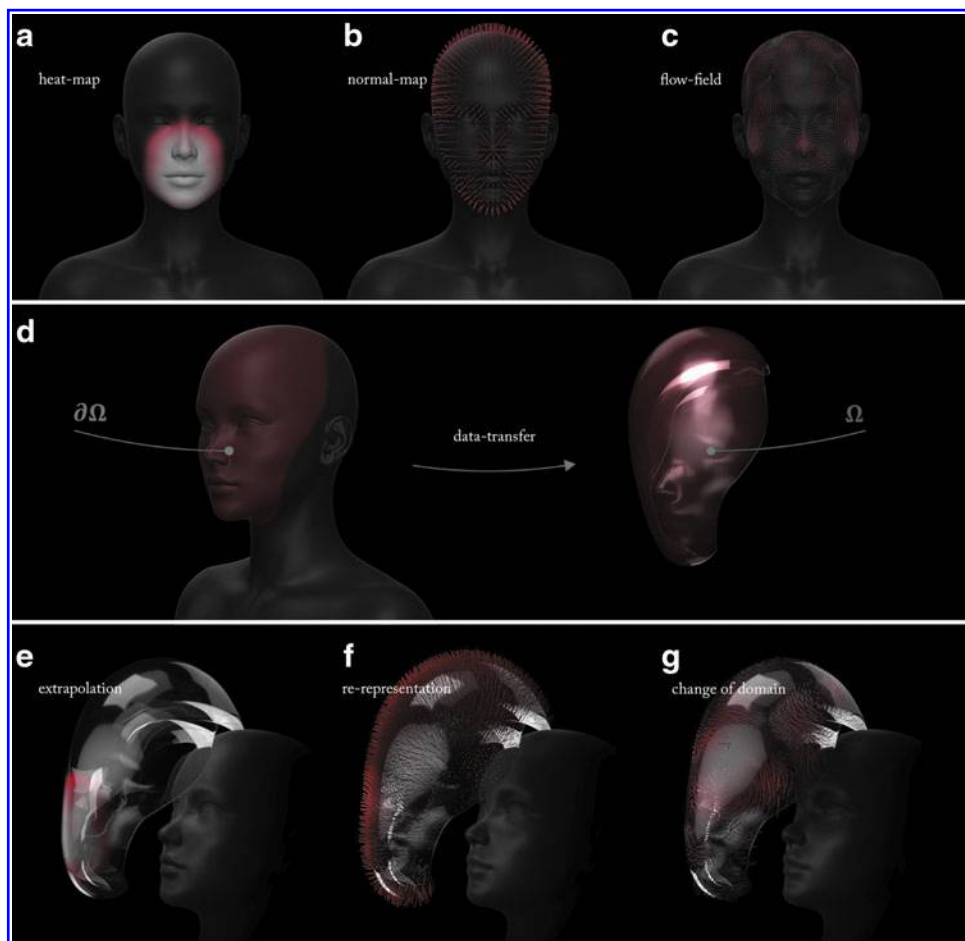 a
heat-map
b
normal-map
c
flow-field
d
∂Ω
data-transfer
Ω
e
extrapolation
f
re-representation
g
change of domain